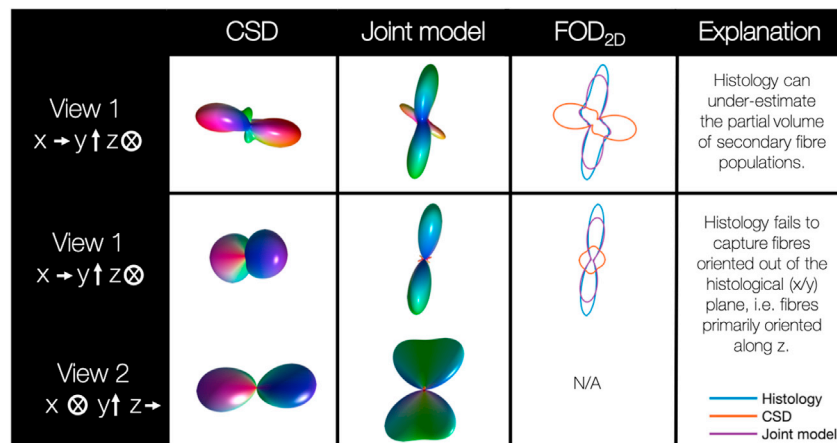 CSD
Joint model
FOD2D
Explanation
View 1
x → y ↑ z ⊗
Histology can
under-estimate
the partial volume
of secondary fibre
populations.
View 1
x → y ↑ z ⊗
Histology fails to
capture fibres
oriented out of the
histological (x/y)
plane, i.e. fibres
primarily oriented
along z.
View 2
x ⊗ y ↑ z →
N/A
Histology
CSD
Joint model